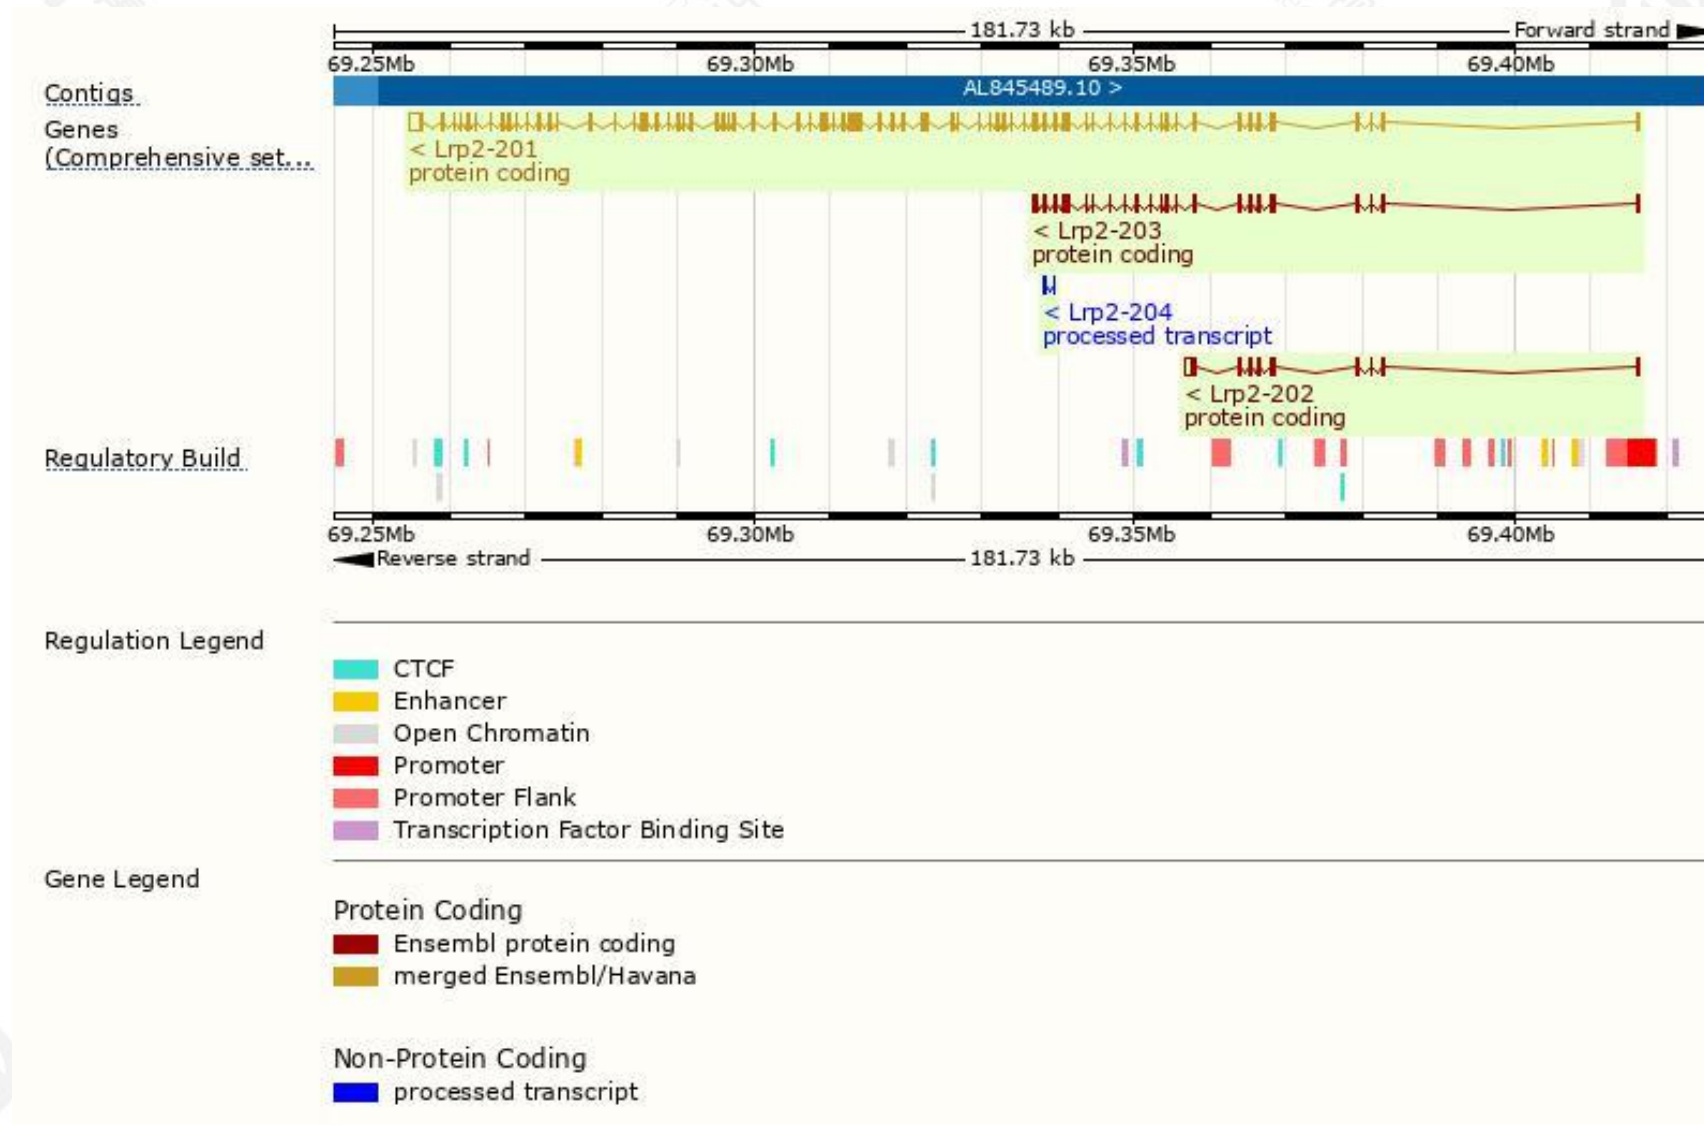 181.73 kb
Forward strand
69.25Mb 69.30Mb 69.35Mb 69.40Mb
Contigs
AL845489.10 >
Genes
(Comprehensive set...
< Lrp2-201
protein coding
< Lrp2-203
protein coding
< Lrp2-204
processed transcript
< Lrp2-202
protein coding
Regulatory Build
69.25Mb 69.30Mb 69.35Mb 69.40Mb
Reverse strand
181.73 kb
Regulation Legend
CTCF
Enhancer
Open Chromatin
Promoter
Promoter Flank
Transcription Factor Binding Site
Gene Legend
Protein Coding
Ensembl protein coding
merged Ensembl/Havana
Non-Protein Coding
processed transcript